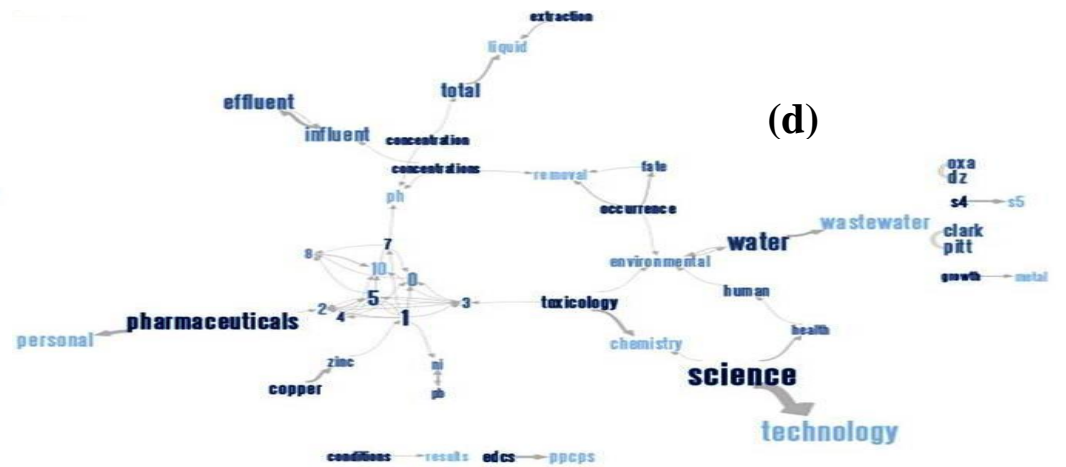 extraction
liquid
total
effluent
influent
(d)
concentration
concentrations
removal
fate
oxa
dz
ph
occurrence
s4 s5
wastewater
water
clark
pitt
7
8
environmental
10
0
growth metal
human
5
2
3
toxicology
4
1
pharmaceuticals
health
personal
chemistry
zinc
ni
science
copper
pb
technology
conditions results edcs ppcps